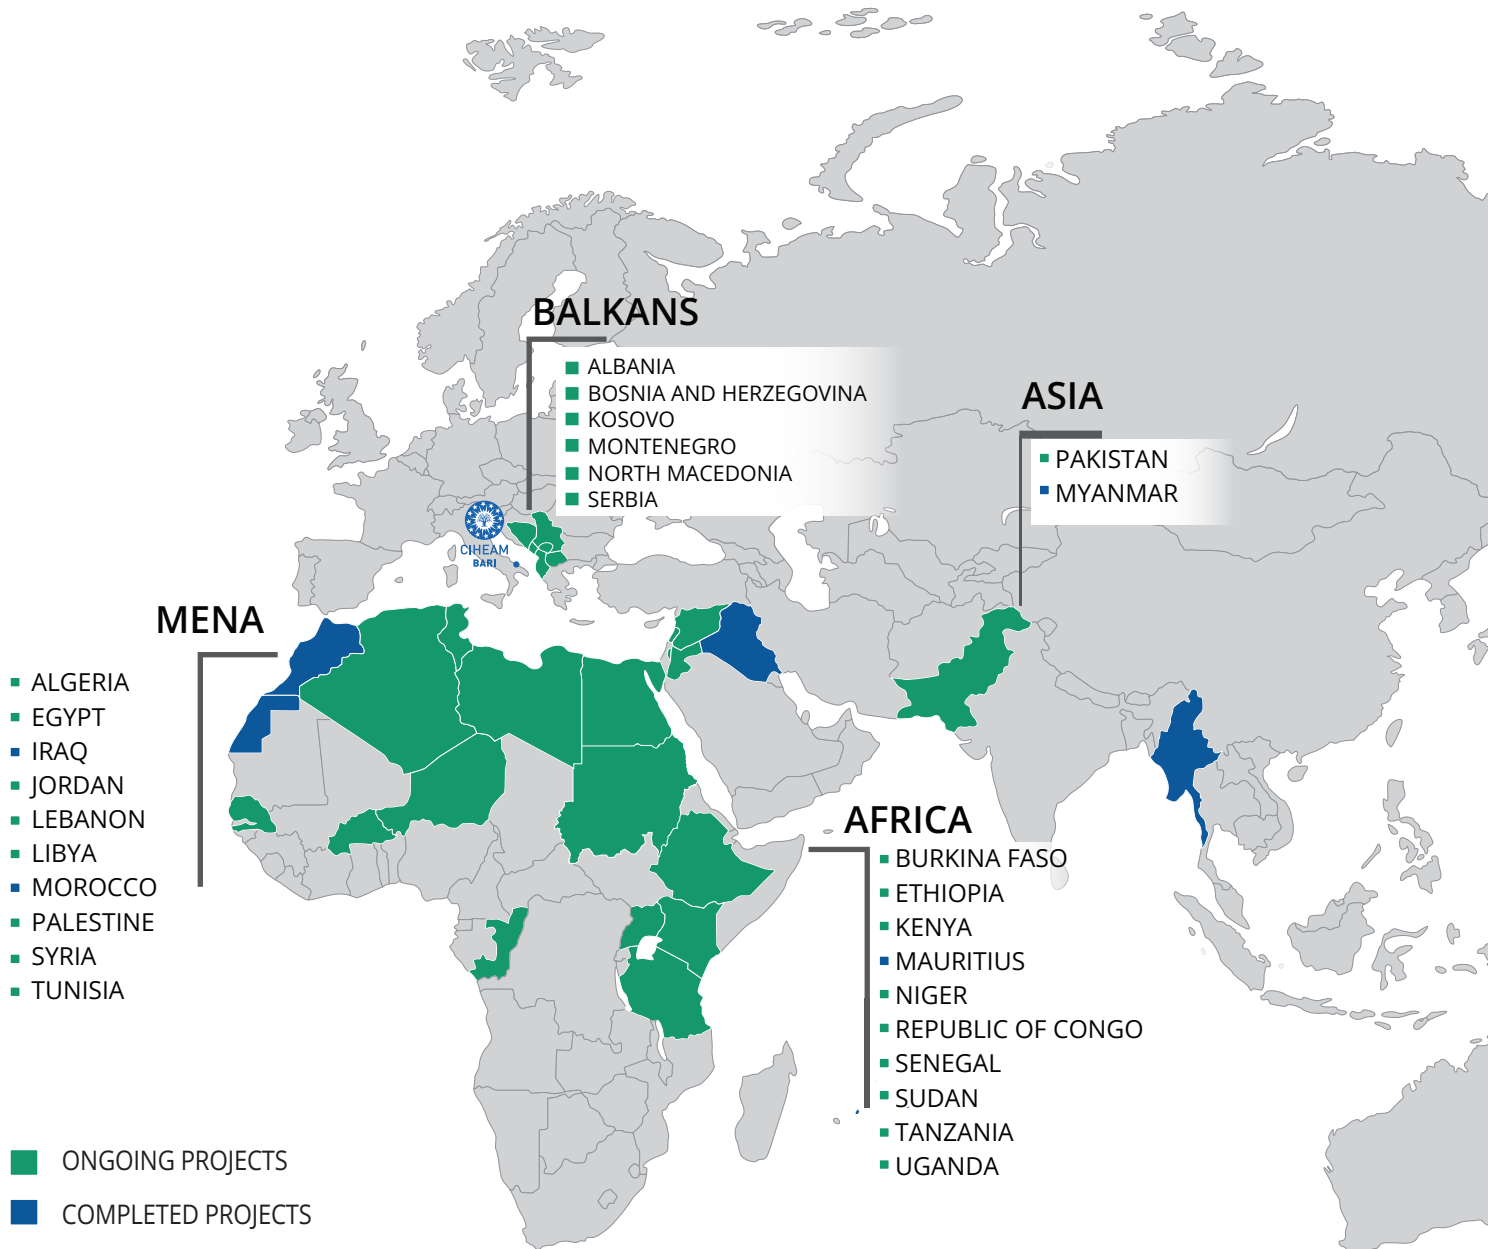 BALKANS
ALBANIA
BOSNIA AND HERZEGOVINA
KOSOVO
MONTENEGRO
NORTH MACEDONIA
SERBIA
ASIA
PAKISTAN
MYANMAR
CIHEAM
BARI
MENA
ALGERIA
EGYPT
IRAQ
JORDAN
LEBANON
LIBYA
MOROCCO
PALESTINE
SYRIA
TUNISIA
AFRICA
BURKINA FASO
ETHIOPIA
KENYA
MAURITIUS
NIGER
REPUBLIC OF CONGO
SENEGAL
SUDAN
TANZANIA
UGANDA
ONGOING PROJECTS
COMPLETED PROJECTS